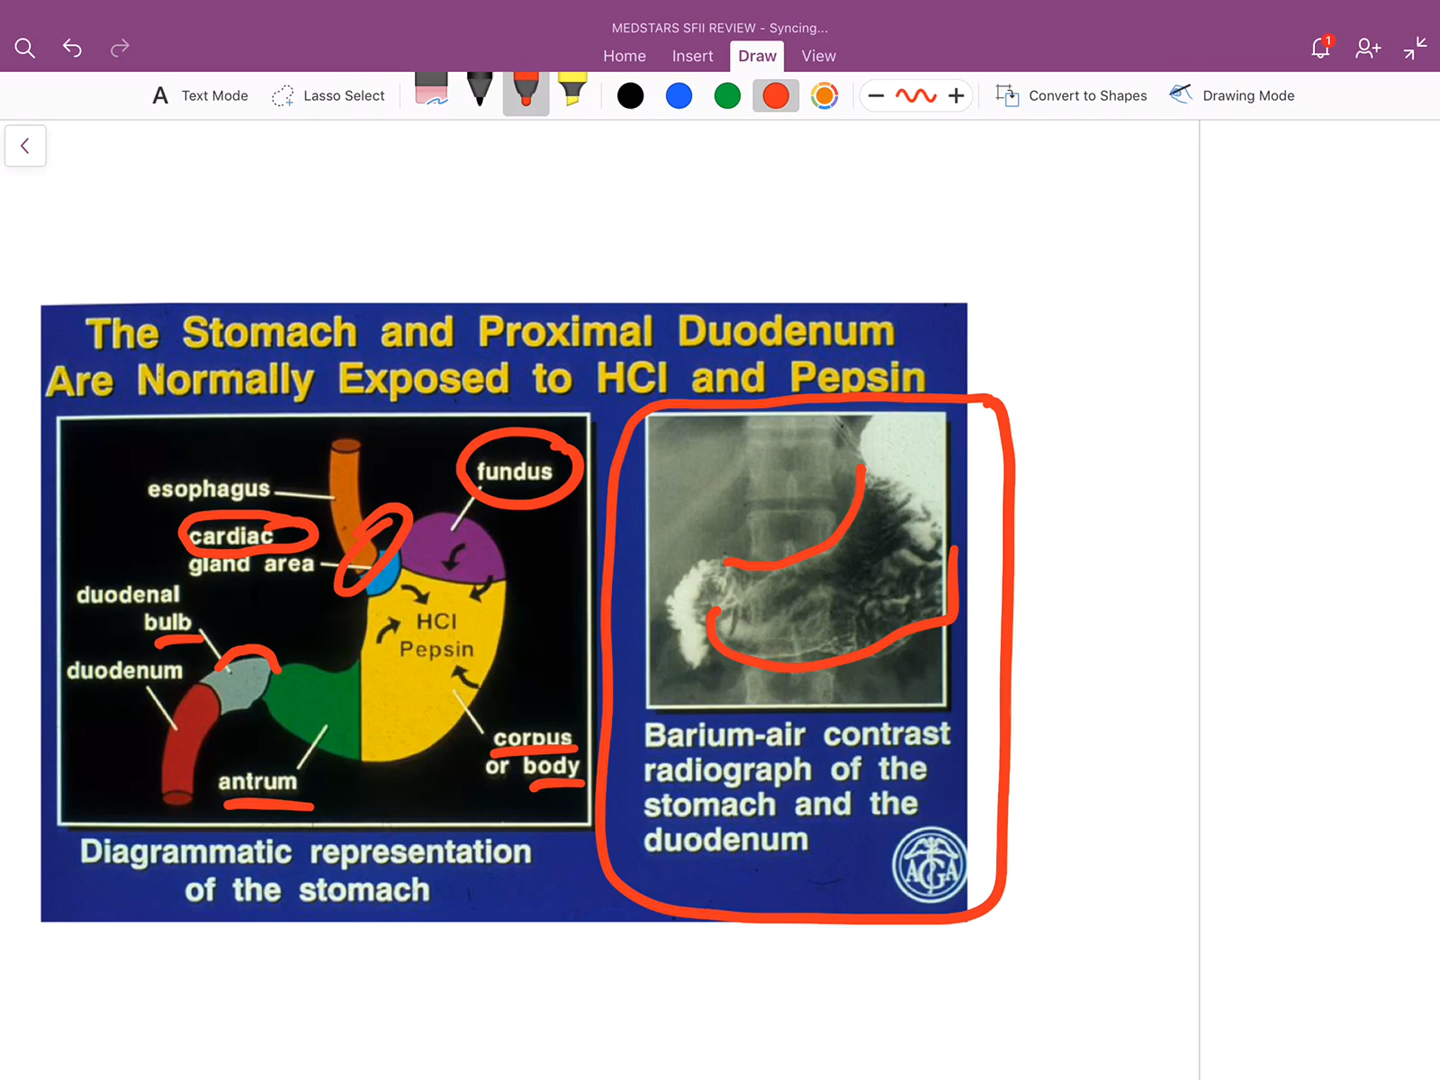 MEDSTARS SFII REVIEW - Syncing...
Home Insert Draw View
1
A Text Mode Lasso Select Convert to Shapes Drawing Mode
The Stomach and Proximal Duodenum
Are Normally Exposed to HCl and Pepsin
fundus
esophagus
cardiac
gland area
duodenal
bulb
duodenum
HCl
Pepsin
corpus
or body
antrum
Diagrammatic representation
of the stomach
Barium-air contrast
radiograph of the
stomach and the
duodenum
AGA